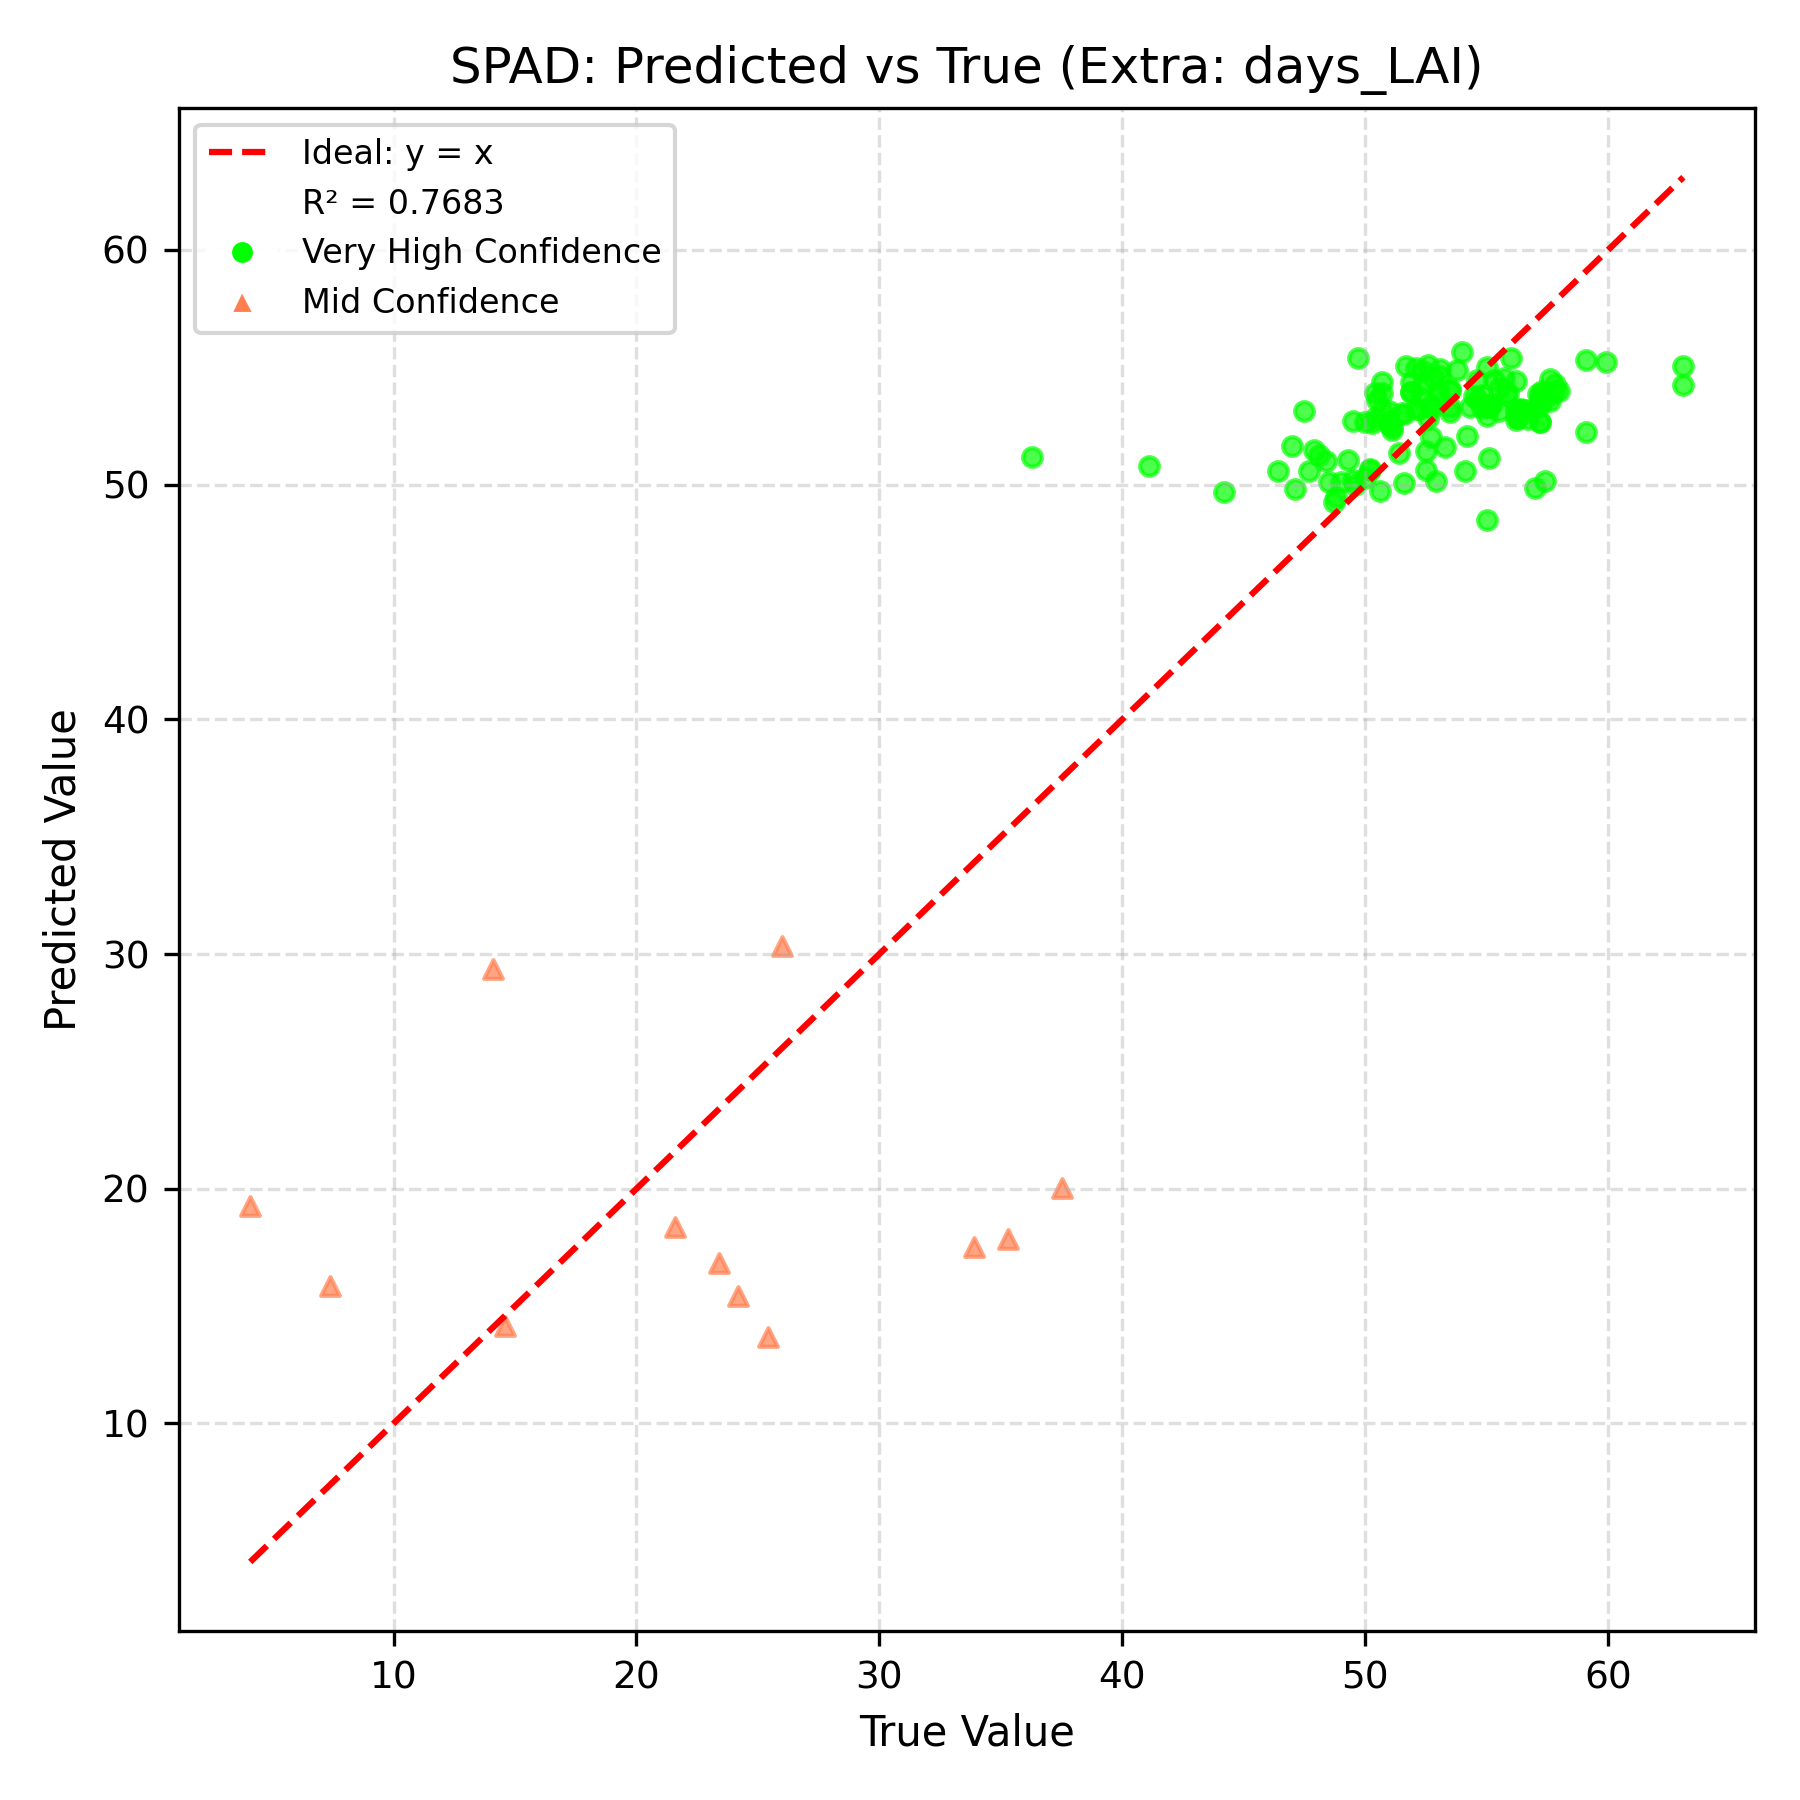 SPAD: Predicted vs True (Extra: days_LAI)
Ideal: y = x
R² = 0.7683
Very High Confidence
Mid Confidence
60
50
40
30
20
10
Predicted Value
10 20 30 40 50 60
True Value